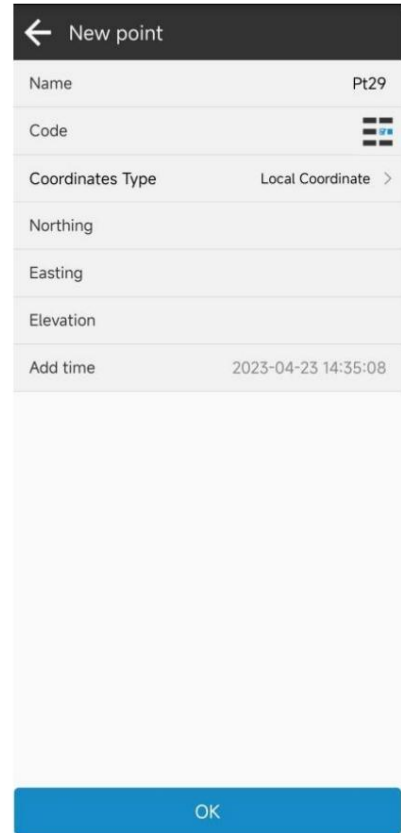 New point
Name Pt29
Code
Coordinates Type Local Coordinate >
Northing
Easting
Elevation
Add time 2023-04-23 14:35:08
OK